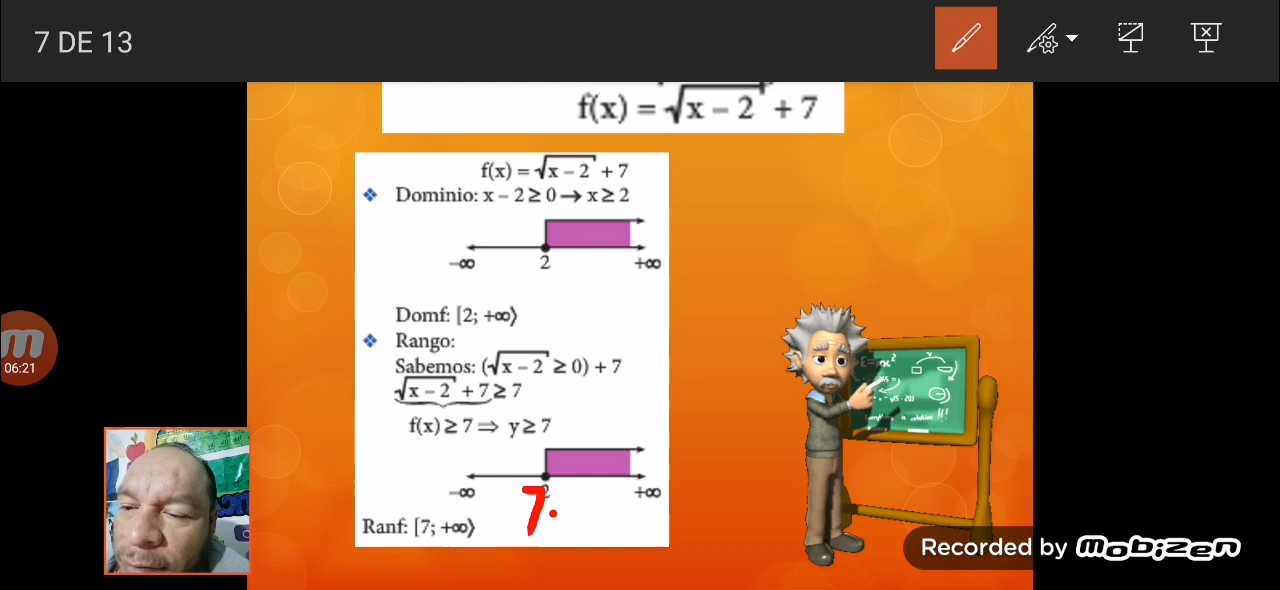 7 DE 13
f(x) = √x – 2 + 7
f(x) = √x – 2 + 7
❖ Dominio: x – 2 ≥ 0 → x ≥ 2
–∞ 2 +∞
Domf: [2; +∞⟩
❖ Rango:
Sabemos: (√x – 2 ≥ 0) + 7
√x – 2 + 7 ≥ 7
f(x) ≥ 7 ⇒ y ≥ 7
–∞ 7. +∞
Ranf: [7; +∞⟩
06:21
Recorded by mobizen